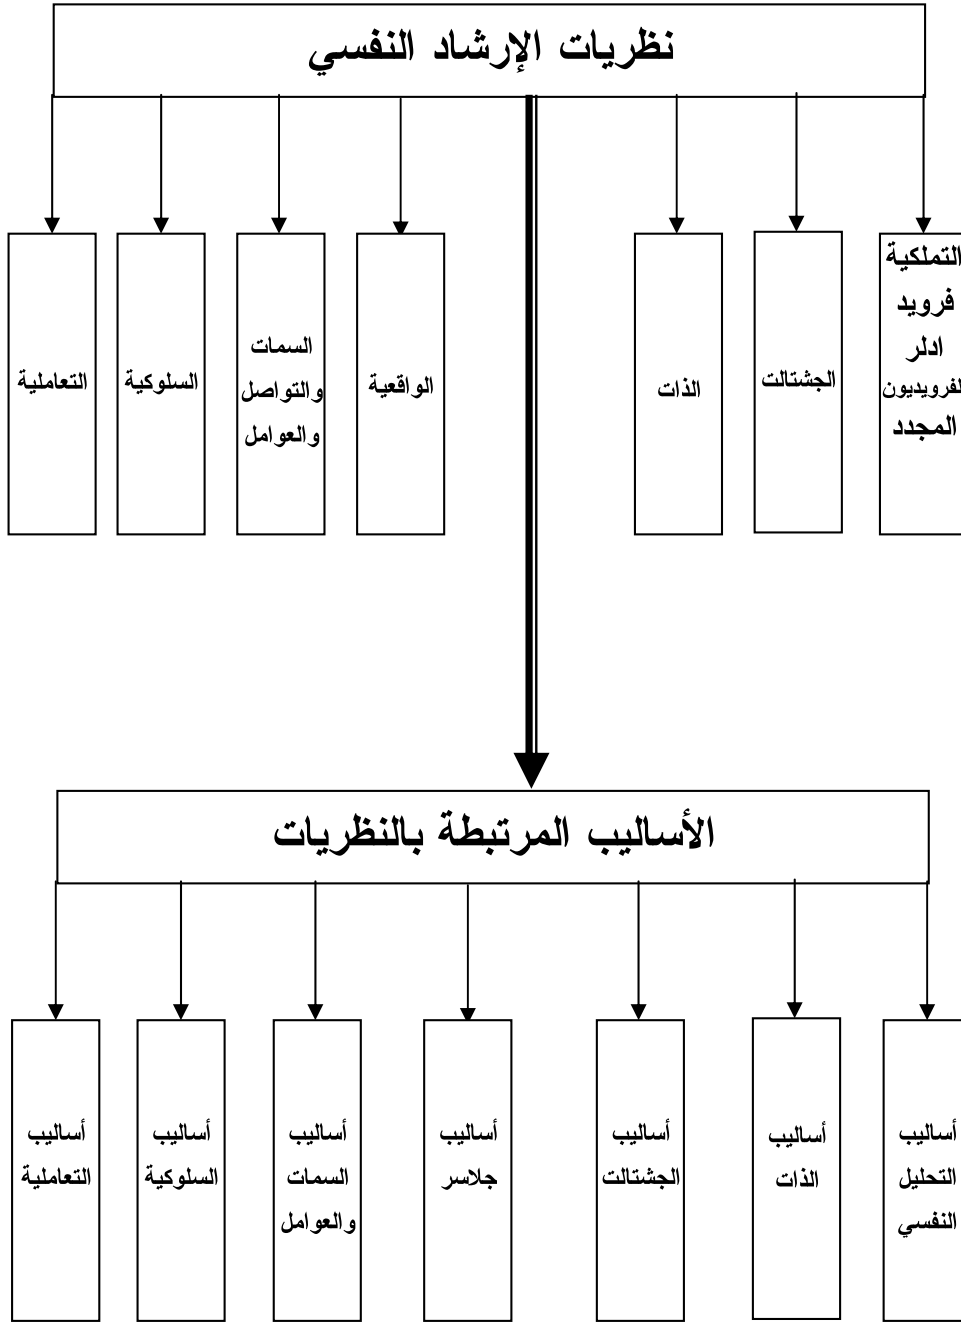 نظريات الإرشاد النفسي
التملكية
فرويد
ادلر
لفرويديون
المجدد
الجشتالت
الذات
الواقعية
السمات
والتواصل
والعوامل
السلوكية
التعاملية
الأساليب المرتبطة بالنظريات
أساليب
التحليل
النفسي
أساليب
الذات
أساليب
الجشتالت
أساليب
جلاسر
أساليب
السمات
والعوامل
أساليب
السلوكية
أساليب
التعاملية